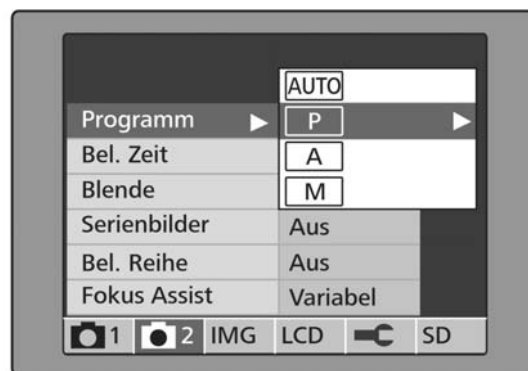 AUTO
Programm P
Bel. Zeit A
Blende M
Serienbilder Aus
Bel. Reihe Aus
Fokus Assist Variabel
1 2 IMG LCD SD